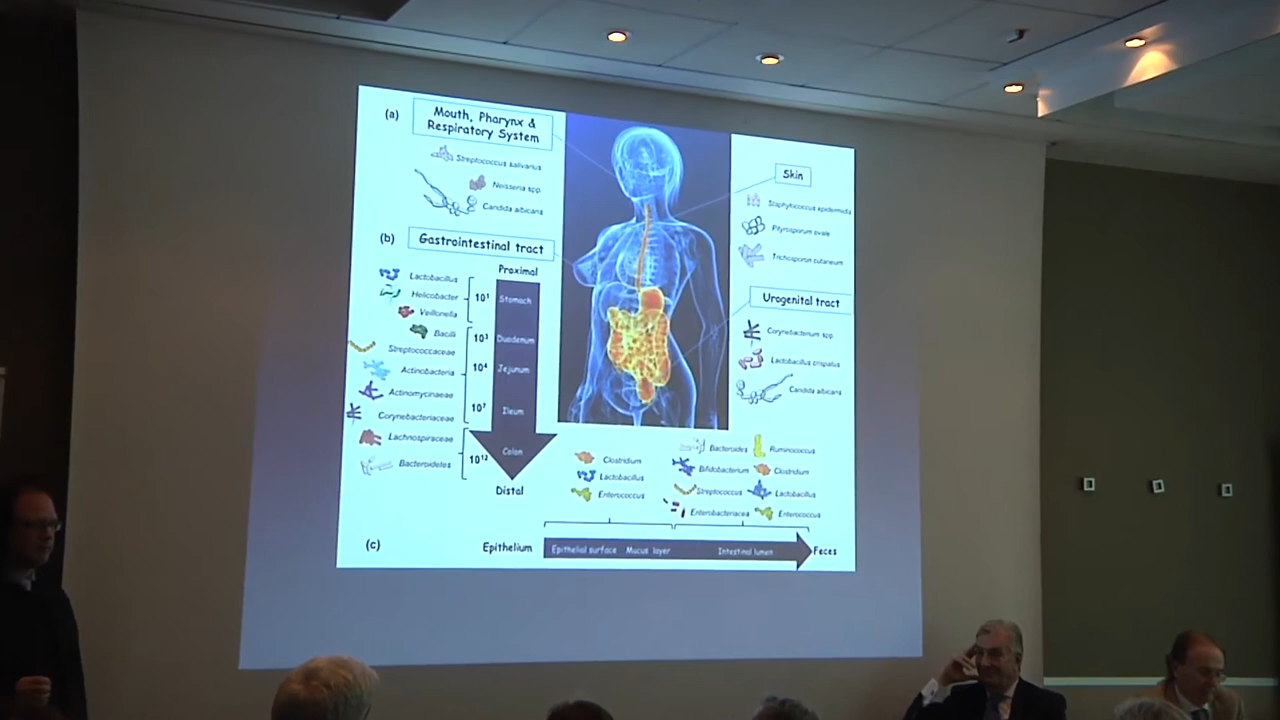 (a)
Mouth, Pharynx &
Respiratory System
Streptococcus salivarius
Neisseria spp.
Candida albicans
Skin
Staphylococcus epidermidis
Pityrosporum ovale
Trichosporon cutaneum
(b)
Gastrointestinal tract
Proximal
Lactobacillus
Helicobacter
Veillonella
10¹
Stomach
Bacilli
Streptococcaceae
Actinobacteria
Actinomycinaeae
Corynebacteriaceae
10³
Duodenum
10⁴
Jejunum
10⁷
Ileum
Lachnospiraceae
Bacteroidetes
10¹²
Colon
Distal
Urogenital tract
Corynebacterium spp.
Lactobacillus crispatus
Candida albicans
Clostridium
Lactobacillus
Enterococcus
Bacteroides
Bifidobacterium
Streptococcus
Enterobacteriacea
Ruminococcus
Clostridium
Lactobacillus
Enterococcus
(c)
Epithelium
Epithelial surface
Mucus layer
Intestinal lumen
Feces